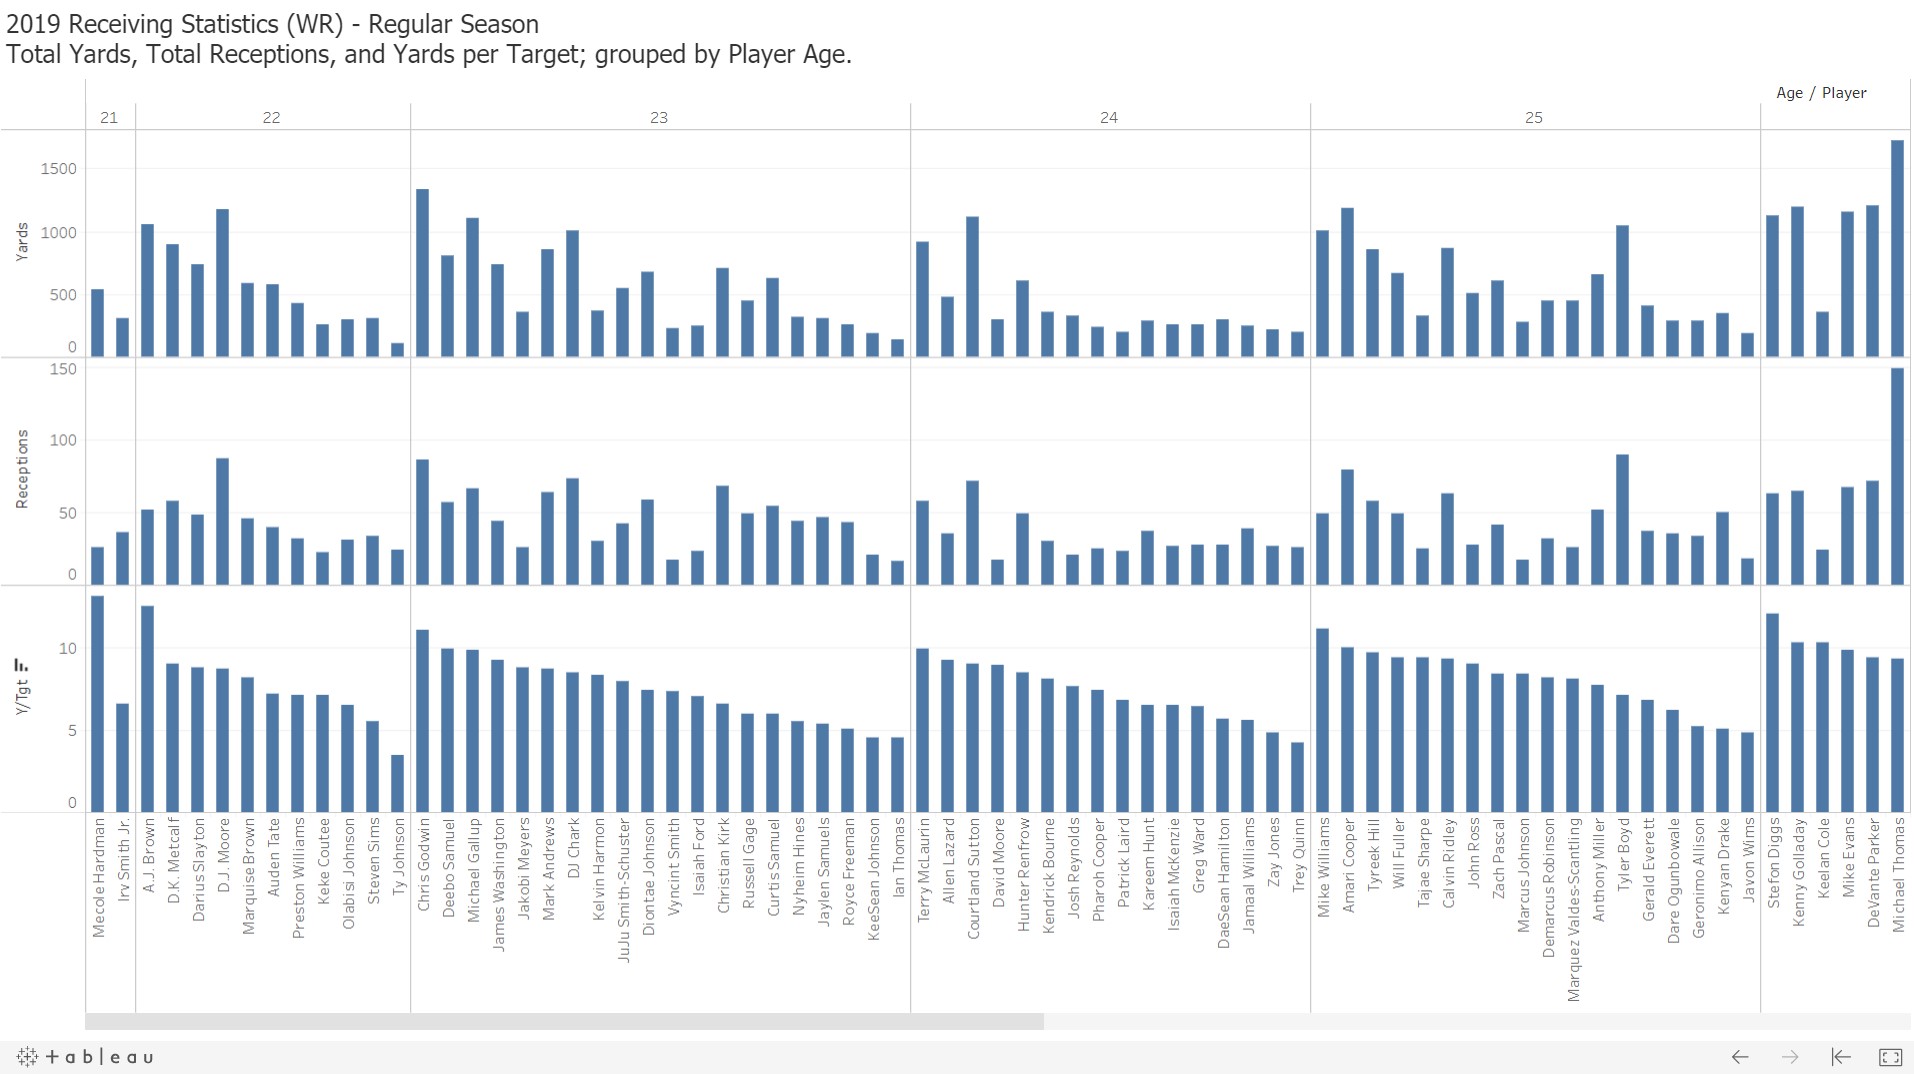 2019 Receiving Statistics (WR) - Regular Season
Total Yards, Total Receptions, and Yards per Target; grouped by Player Age.
Age / Player
21
22
23
24
25
Yards
1500
1000
500
0
Receptions
150
100
50
0
Y/Tgt
10
5
0
Mecole Hardman
Irv Smith Jr.
A.J. Brown
D.K. Metcalf
Darius Slayton
D.J. Moore
Marquise Brown
Auden Tate
Preston Williams
Keke Coutee
Olabisi Johnson
Steven Sims
Ty Johnson
Chris Godwin
Deebo Samuel
Michael Gallup
James Washington
Jakobi Meyers
Mark Andrews
DJ Chark
Kelvin Harmon
JuJu Smith-Schuster
Diontae Johnson
Vyncint Smith
Isaiah Ford
Christian Kirk
Russell Gage
Curtis Samuel
Nyheim Hines
Jaylen Samuels
Royce Freeman
KeeSean Johnson
Ian Thomas
Terry McLaurin
Allen Lazard
Courtland Sutton
David Moore
Hunter Renfrow
Kendrick Bourne
Josh Reynolds
Pharoh Cooper
Patrick Laird
Kareem Hunt
Isaiah McKenzie
Greg Ward
DaeSean Hamilton
Jamaal Williams
Zay Jones
Trey Quinn
Mike Williams
Amari Cooper
Tyreek Hill
Will Fuller
Tajae Sharpe
Calvin Ridley
John Ross
Zach Pascal
Marcus Johnson
Demarcus Robinson
Marquez Valdes-Scantling
Anthony Miller
Tyler Boyd
Gerald Everett
Dare Ogunbowale
Geronimo Allison
Kenyan Drake
Javon Wims
Stefon Diggs
Kenny Golladay
Keelan Cole
Mike Evans
DeVante Parker
Michael Thomas
+ a b l e a u